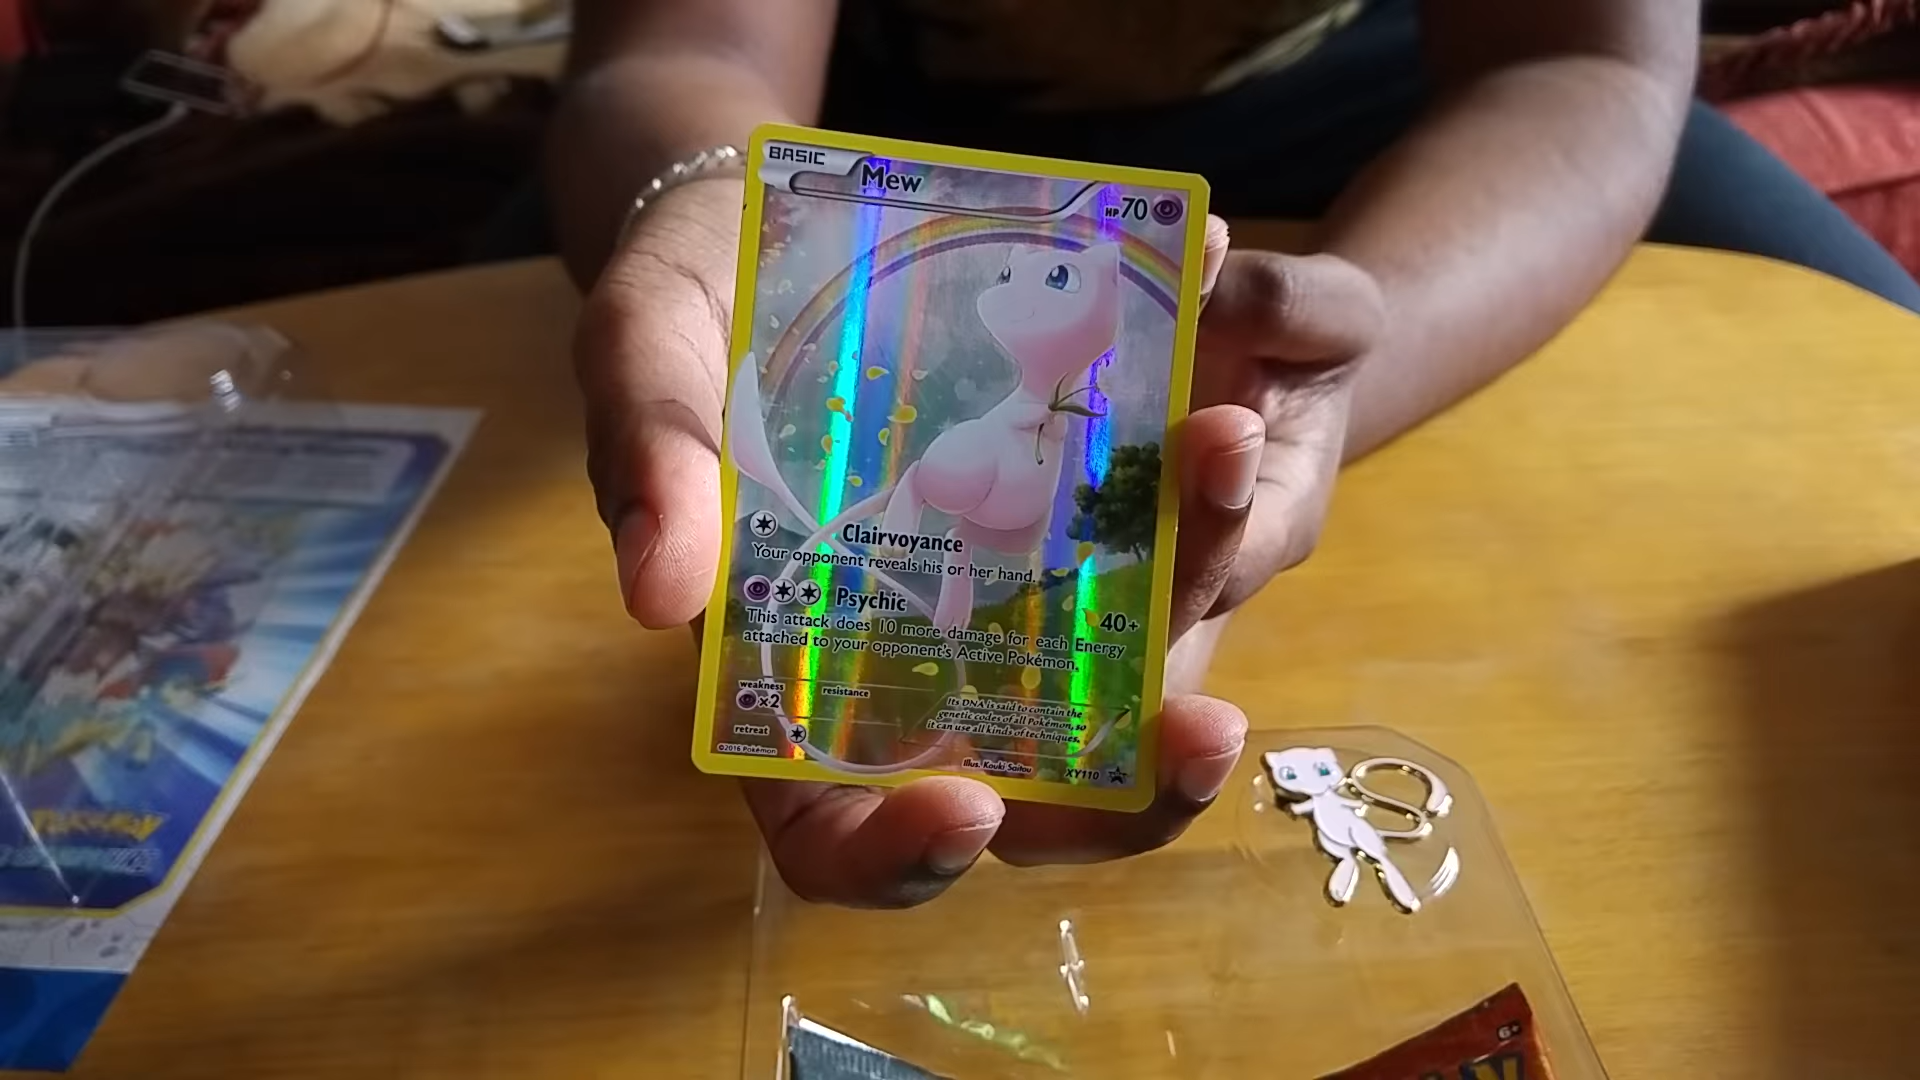 BASIC
Mew
HP70
Clairvoyance
Your opponent reveals his or her hand.
Psychic
40+
This attack does 10 more damage for each Energy
attached to your opponent's Active Pokémon.
weakness
x2
resistance
retreat
Its DNA is said to contain the
genetic codes of all Pokémon, so
it can use all kinds of techniques.
©2016 Pokémon
Illus. Kouki Saitou
XY110
POKéMON
6+